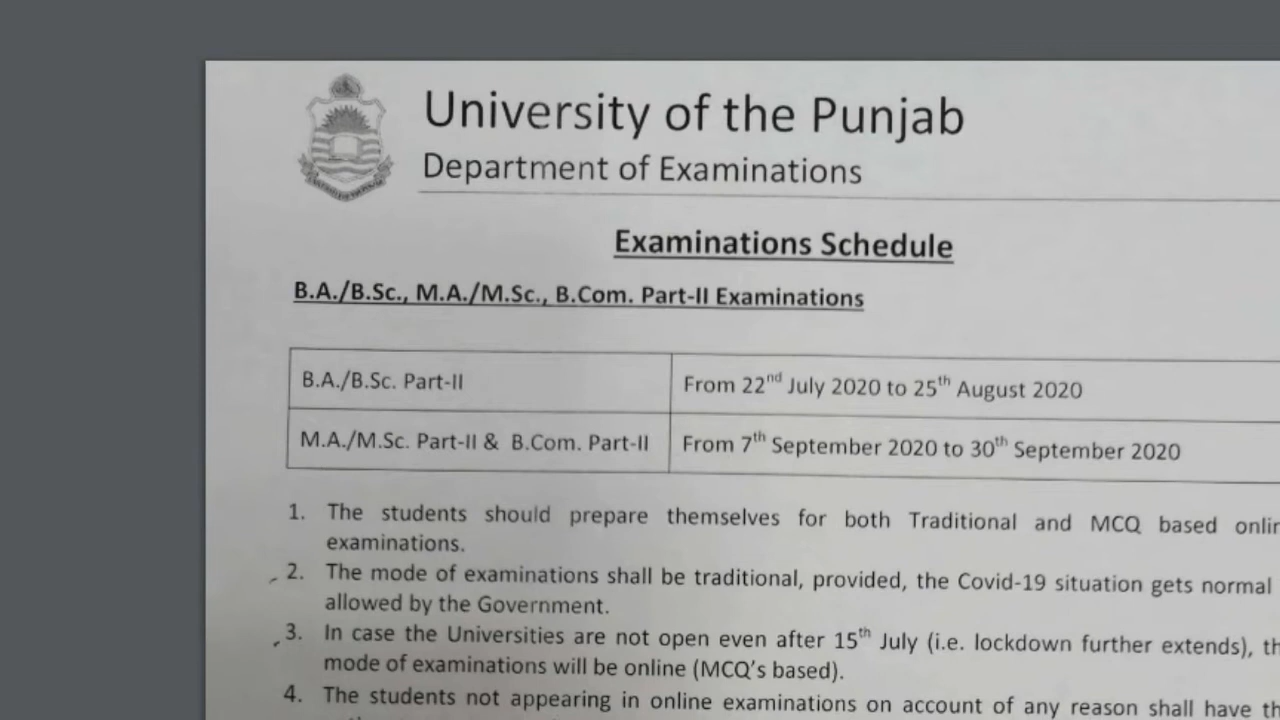 University of the Punjab
Department of Examinations
Examinations Schedule
B.A./B.Sc., M.A./M.Sc., B.Com. Part-II Examinations
B.A./B.Sc. Part-II From 22nd July 2020 to 25th August 2020
M.A./M.Sc. Part-II & B.Com. Part-II From 7th September 2020 to 30th September 2020
1. The students should prepare themselves for both Traditional and MCQ based
examinations.
2. The mode of examinations shall be traditional, provided, the Covid-19 situation gets normal
allowed by the Government.
3. In case the Universities are not open even after 15th July (i.e. lockdown further extends),
mode of examinations will be online (MCQ's based).
4. The students not appearing in online examinations on account of any reason shall have